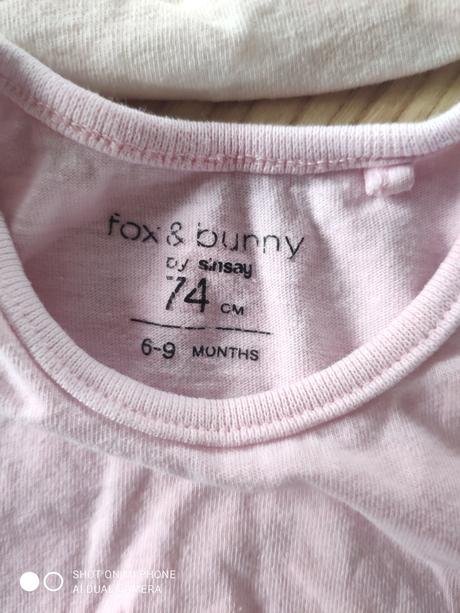 fox & bunny
by sinsay
74 CM
6-9 MONTHS
SHOT ON MI PHONE
AI DUAL CAMERA